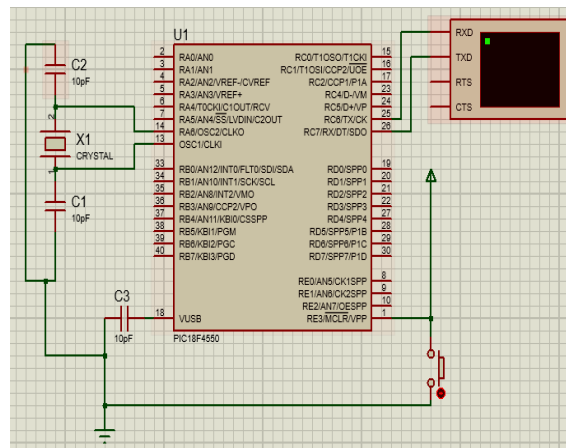 U1
C2
10pF
2
X1
CRYSTAL
1
C1
10pF
C3
10pF
2 RA0/AN0 RC0/T1OSO/T1CKI 15
3 RA1/AN1 RC1/T1OSI/CCP2/UOE 16
4 RA2/AN2/VREF-/CVREF RC2/CCP1/P1A 17
5 RA3/AN3/VREF+ RC4/D-/VM 23
6 RA4/T0CKI/C1OUT/RCV RC5/D+/VP 24
7 RA5/AN4/SS/LVDIN/C2OUT RC6/TX/CK 25
14 RA6/OSC2/CLKO RC7/RX/DT/SDO 26
13 OSC1/CLKI
33 RB0/AN12/INT0/FLT0/SDI/SDA RD0/SPP0 19
34 RB1/AN10/INT1/SCK/SCL RD1/SPP1 20
35 RB2/AN8/INT2/VMO RD2/SPP2 21
36 RB3/AN9/CCP2/VPO RD3/SPP3 22
37 RB4/AN11/KBI0/CSSPP RD4/SPP4 27
38 RB5/KBI1/PGM RD5/SPP5/P1B 28
39 RB6/KBI2/PGC RD6/SPP6/P1C 29
40 RB7/KBI3/PGD RD7/SPP7/P1D 30
RE0/AN5/CK1SPP 8
RE1/AN6/CK2SPP 9
RE2/AN7/OESPP 10
18 VUSB RE3/MCLR/VPP 1
PIC18F4550
RXD
TXD
RTS
CTS